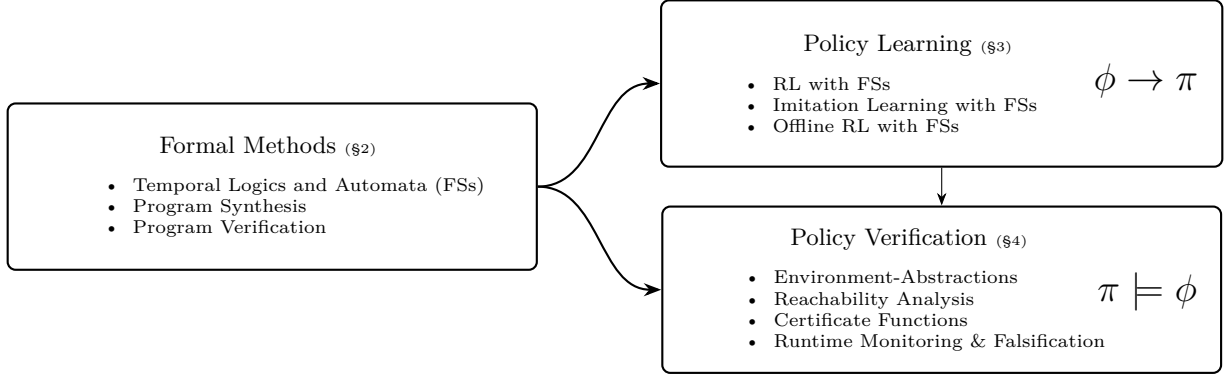 Formal Methods (§2)
• Temporal Logics and Automata (FSs)
• Program Synthesis
• Program Verification
Policy Learning (§3)
• RL with FSs
• Imitation Learning with FSs
• Offline RL with FSs
ϕ → π
Policy Verification (§4)
• Environment-Abstractions
• Reachability Analysis
• Certificate Functions
• Runtime Monitoring & Falsification
π ⊨ ϕ